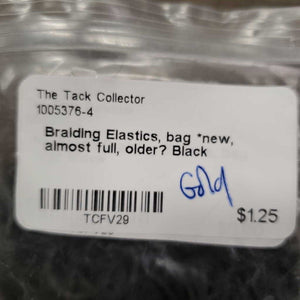 The Tack Collector
1005376-4
Braiding Elastics, bag *new,
almost full, older? Black
Gold
TCFV29
$1.25